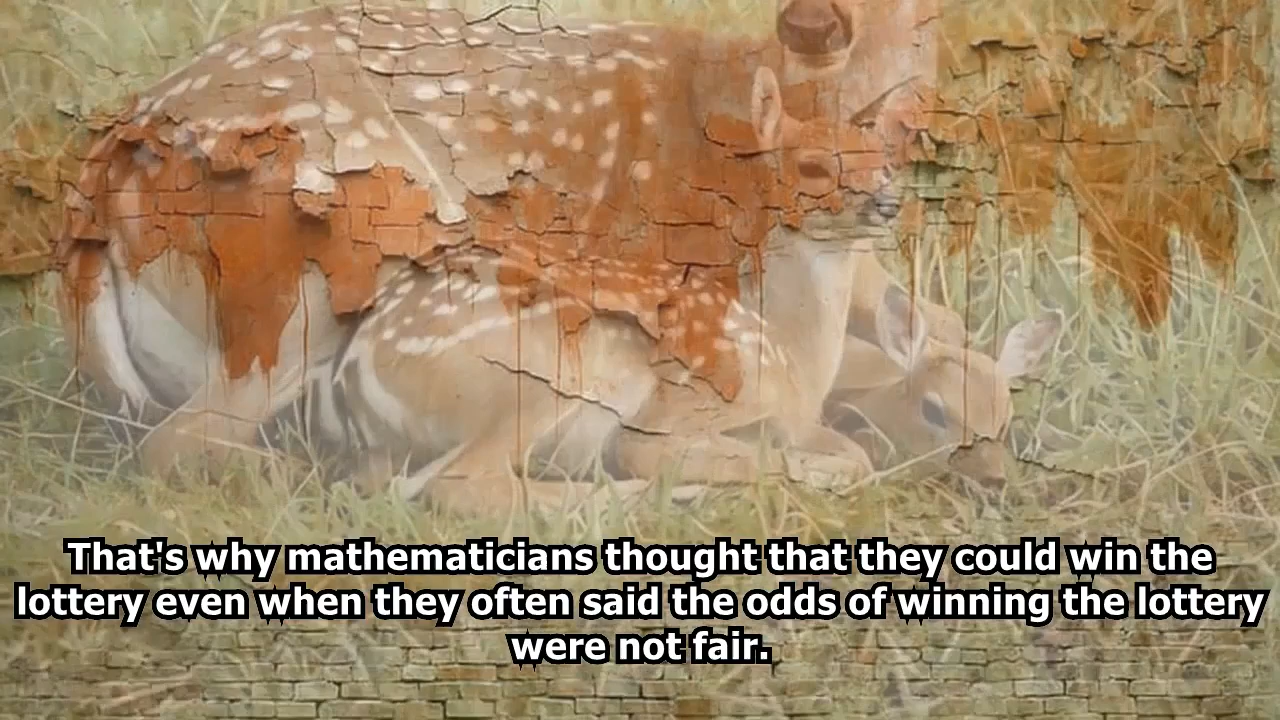 That's why mathematicians thought that they could win the
lottery even when they often said the odds of winning the lottery
were not fair.